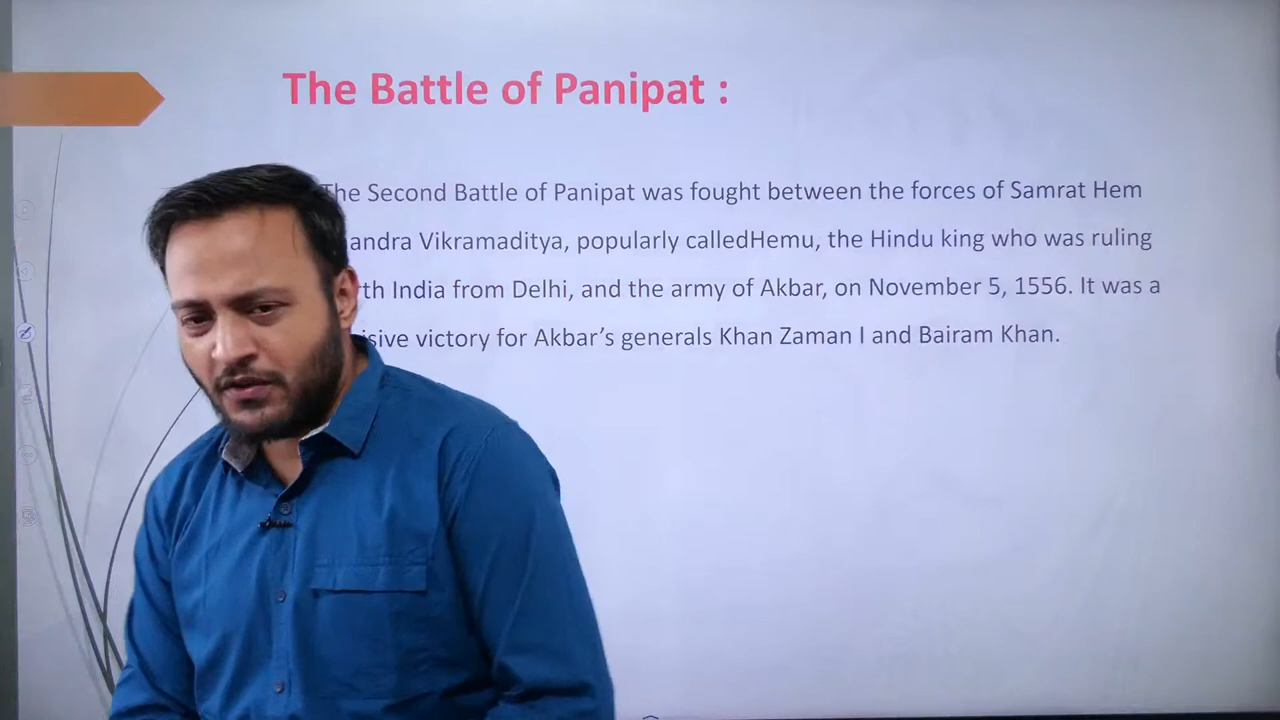 The Battle of Panipat :
The Second Battle of Panipat was fought between the forces of Samrat Hem
andra Vikramaditya, popularly calledHemu, the Hindu king who was ruling
th India from Delhi, and the army of Akbar, on November 5, 1556. It was a
sive victory for Akbar’s generals Khan Zaman I and Bairam Khan.